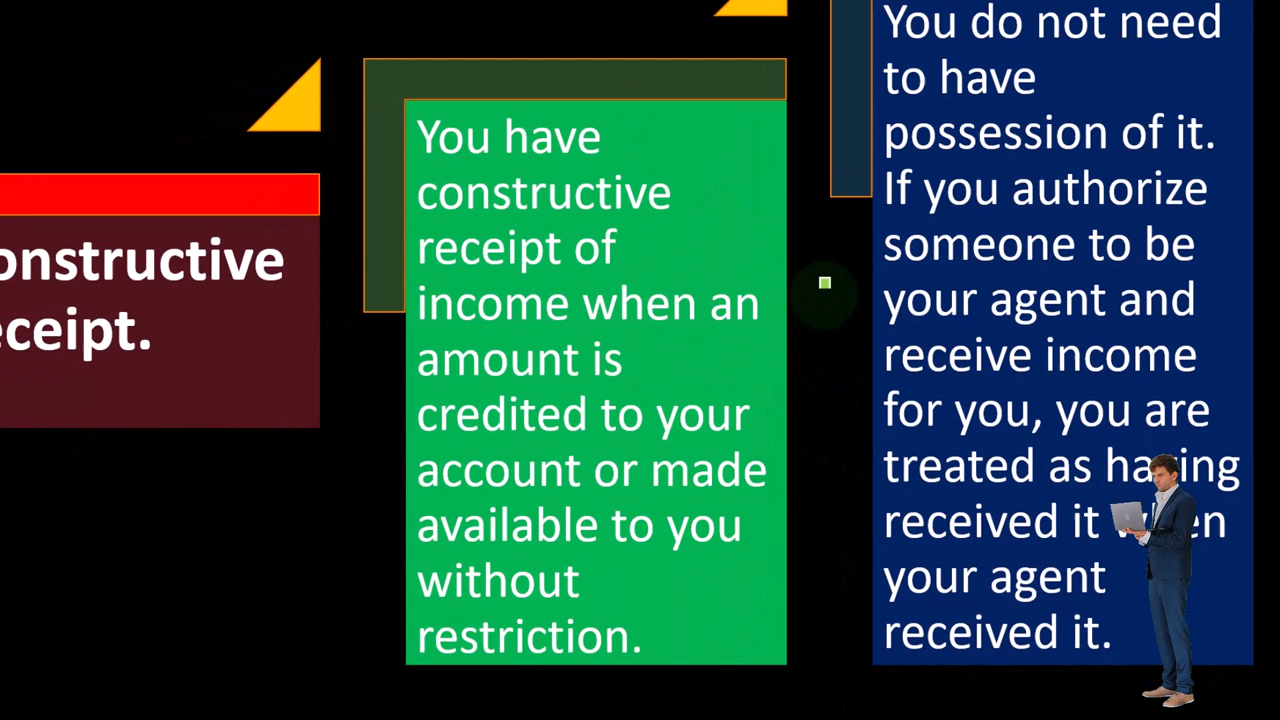 onstructive
eceipt.
You have
constructive
receipt of
income when an
amount is
credited to your
account or made
available to you
without
restriction.
You do not need
to have
possession of it.
If you authorize
someone to be
your agent and
receive income
for you, you are
treated as having
received it when
your agent
received it.